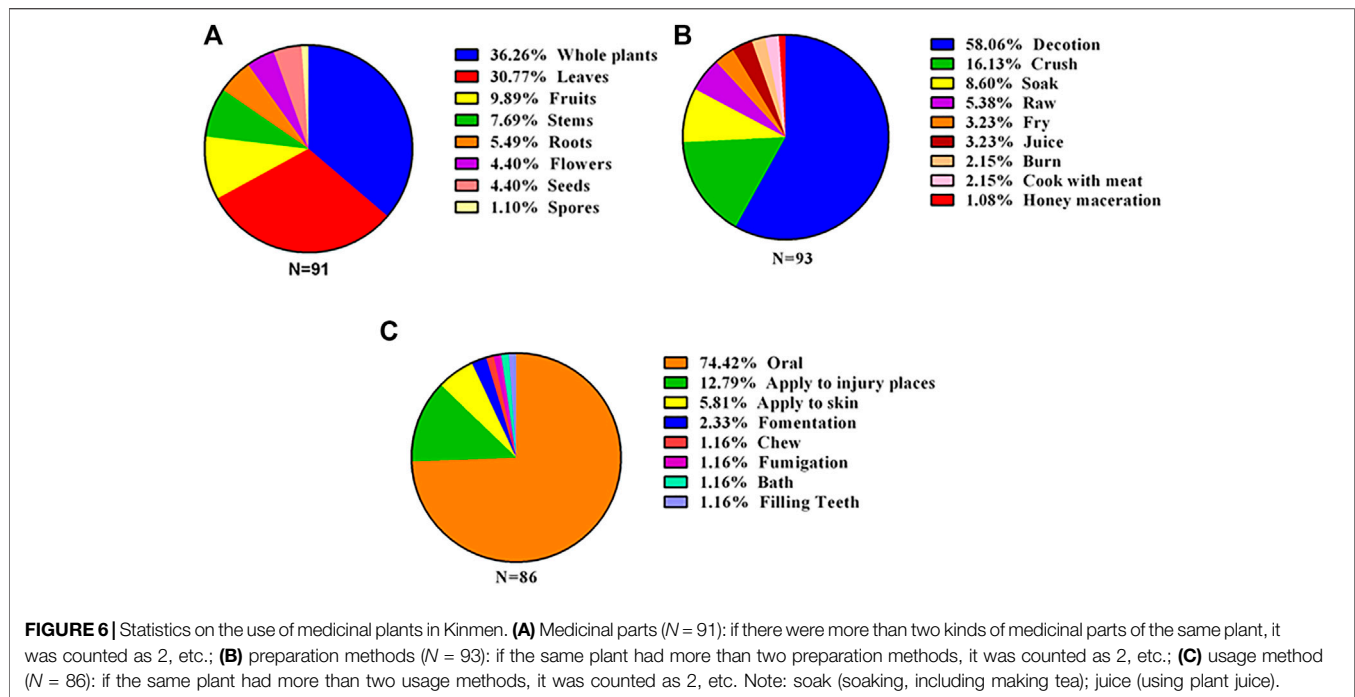 A
36.26% Whole plants
30.77% Leaves
9.89% Fruits
7.69% Stems
5.49% Roots
4.40% Flowers
4.40% Seeds
1.10% Spores
N=91
B
58.06% Decotion
16.13% Crush
8.60% Soak
5.38% Raw
3.23% Fry
3.23% Juice
2.15% Burn
2.15% Cook with meat
1.08% Honey maceration
N=93
C
74.42% Oral
12.79% Apply to injury places
5.81% Apply to skin
2.33% Fomentation
1.16% Chew
1.16% Fumigation
1.16% Bath
1.16% Filling Teeth
N=86
FIGURE 6 | Statistics on the use of medicinal plants in Kinmen. (A) Medicinal parts (N = 91): if there were more than two kinds of medicinal parts of the same plant, it
was counted as 2, etc.; (B) preparation methods (N = 93): if the same plant had more than two preparation methods, it was counted as 2, etc.; (C) usage method
(N = 86): if the same plant had more than two usage methods, it was counted as 2, etc. Note: soak (soaking, including making tea); juice (using plant juice).